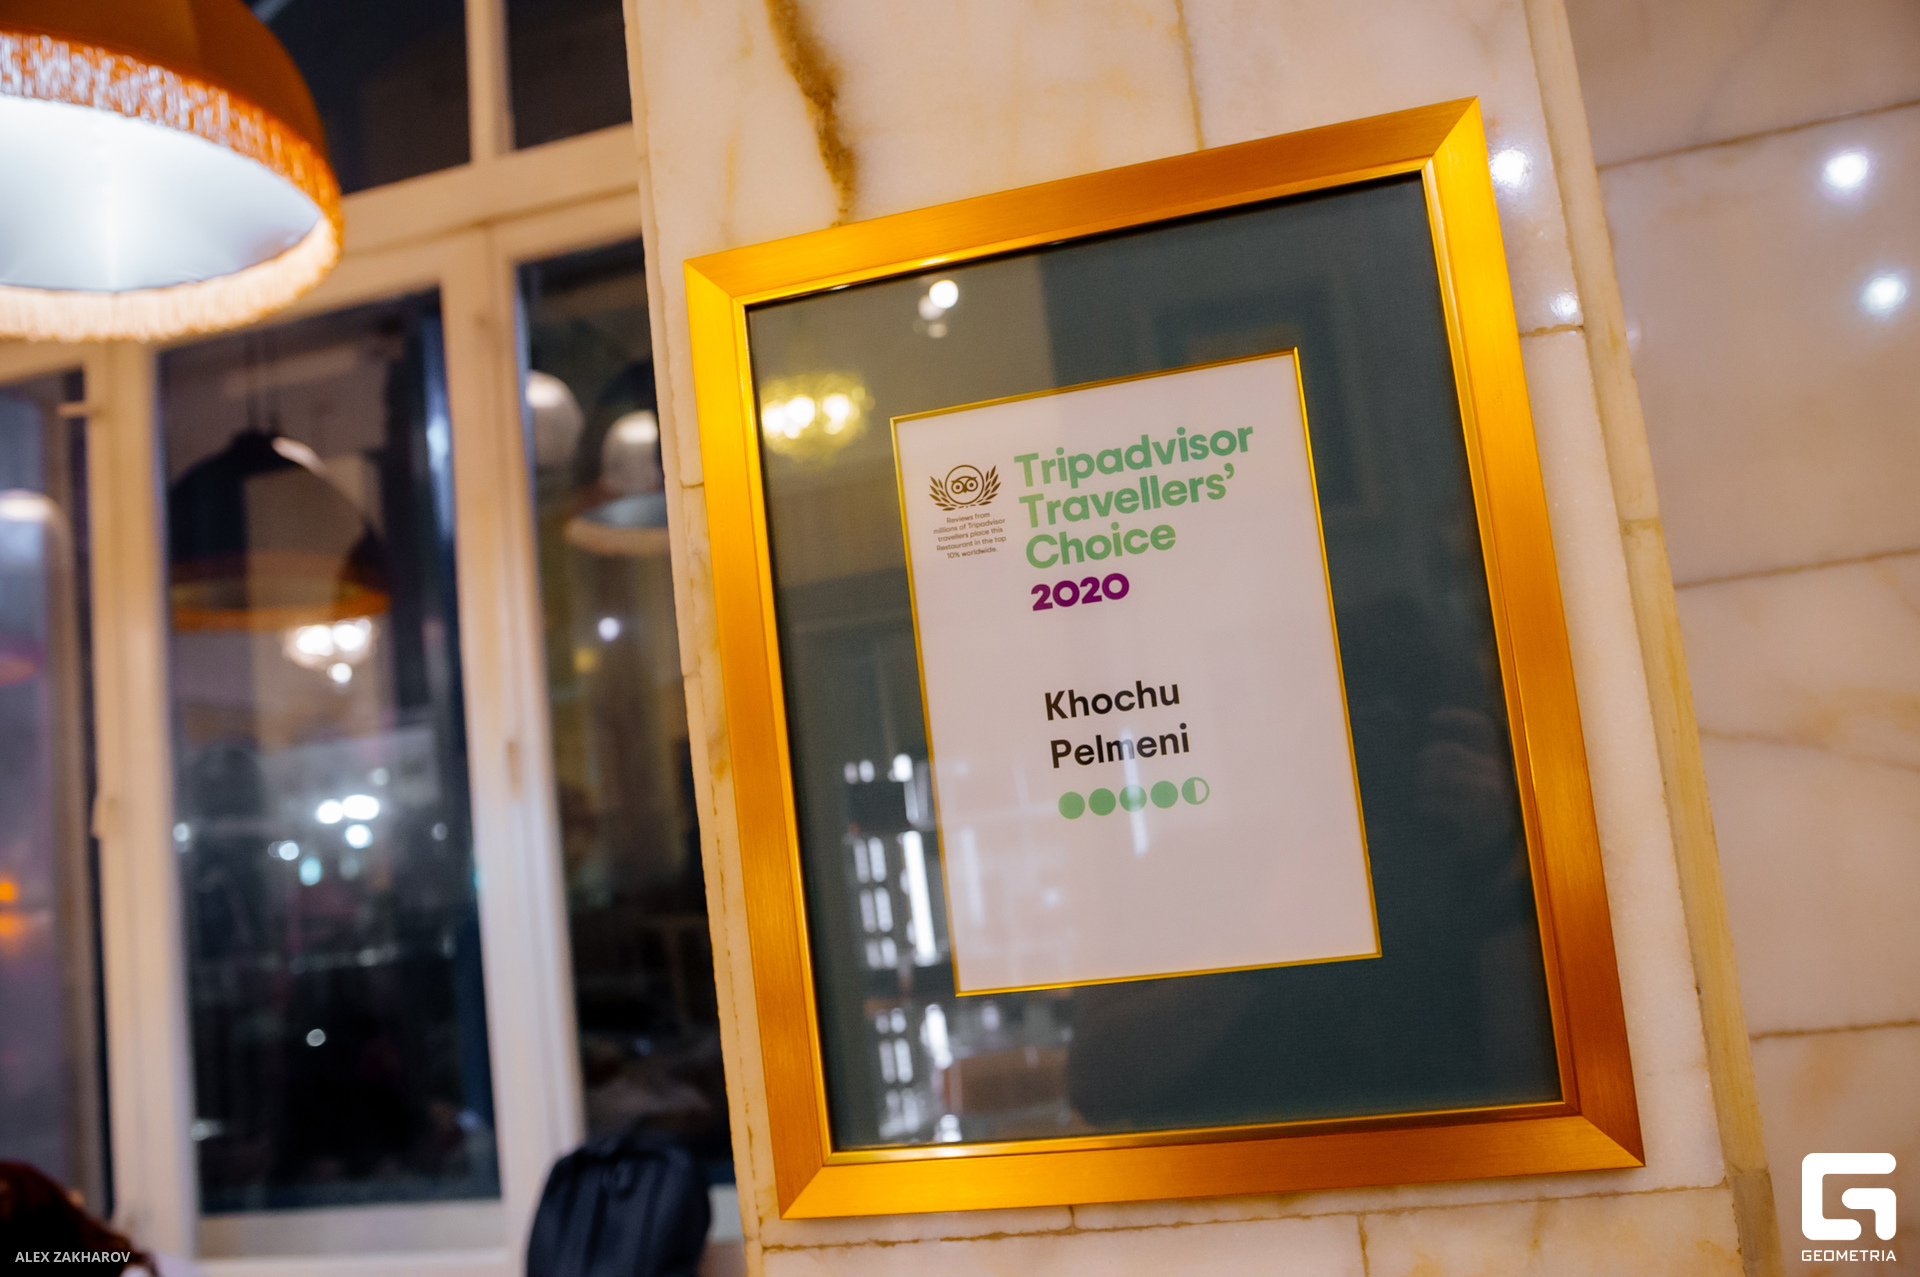 Tripadvisor
Travellers’
Choice
2020
Reviews from
millions of Tripadvisor
travellers place this
Restaurant in the top
10% worldwide.
Khochu
Pelmeni
ALEX ZAKHAROV
GEOMETRIA